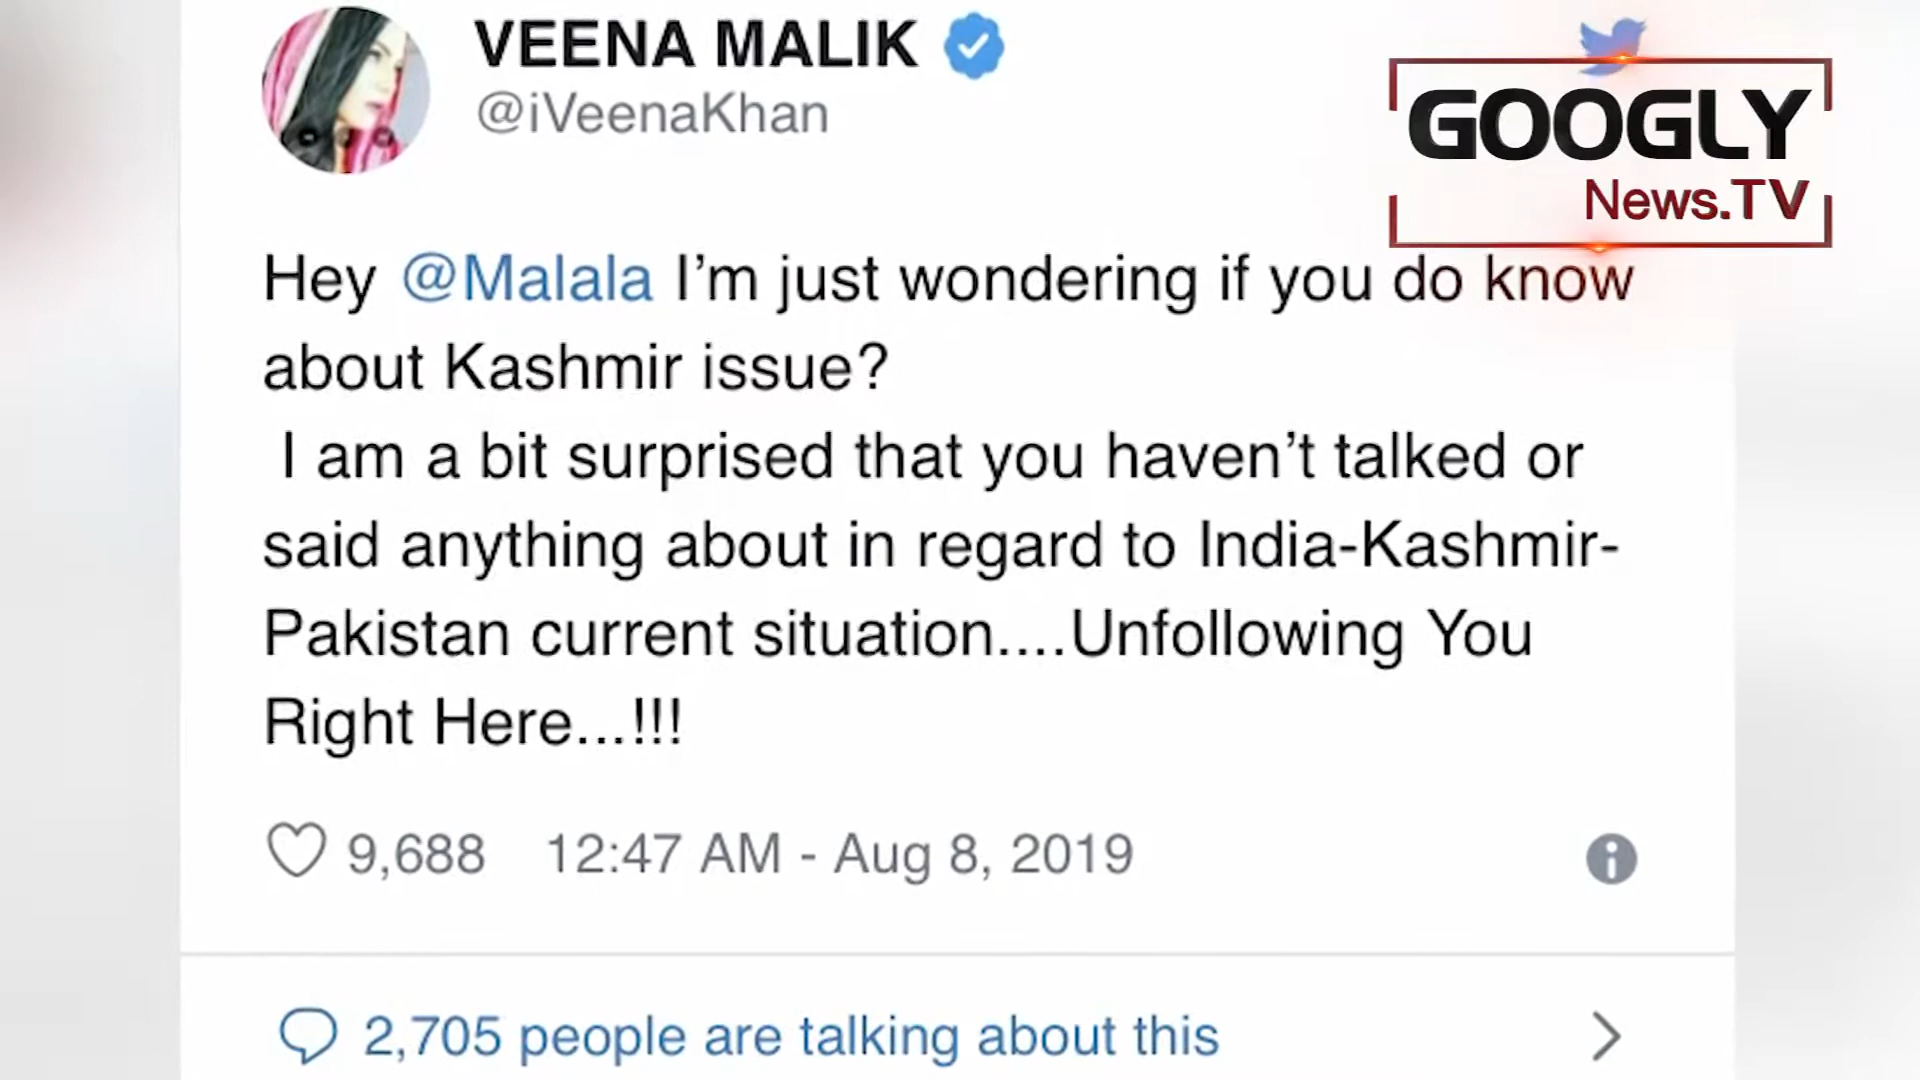 VEENA MALIK
@iVeenaKhan
GOOGLY
News.TV
Hey @Malala I’m just wondering if you do know
about Kashmir issue?
I am a bit surprised that you haven’t talked or
said anything about in regard to India-Kashmir-
Pakistan current situation....Unfollowing You
Right Here...!!!
9,688 12:47 AM - Aug 8, 2019
2,705 people are talking about this